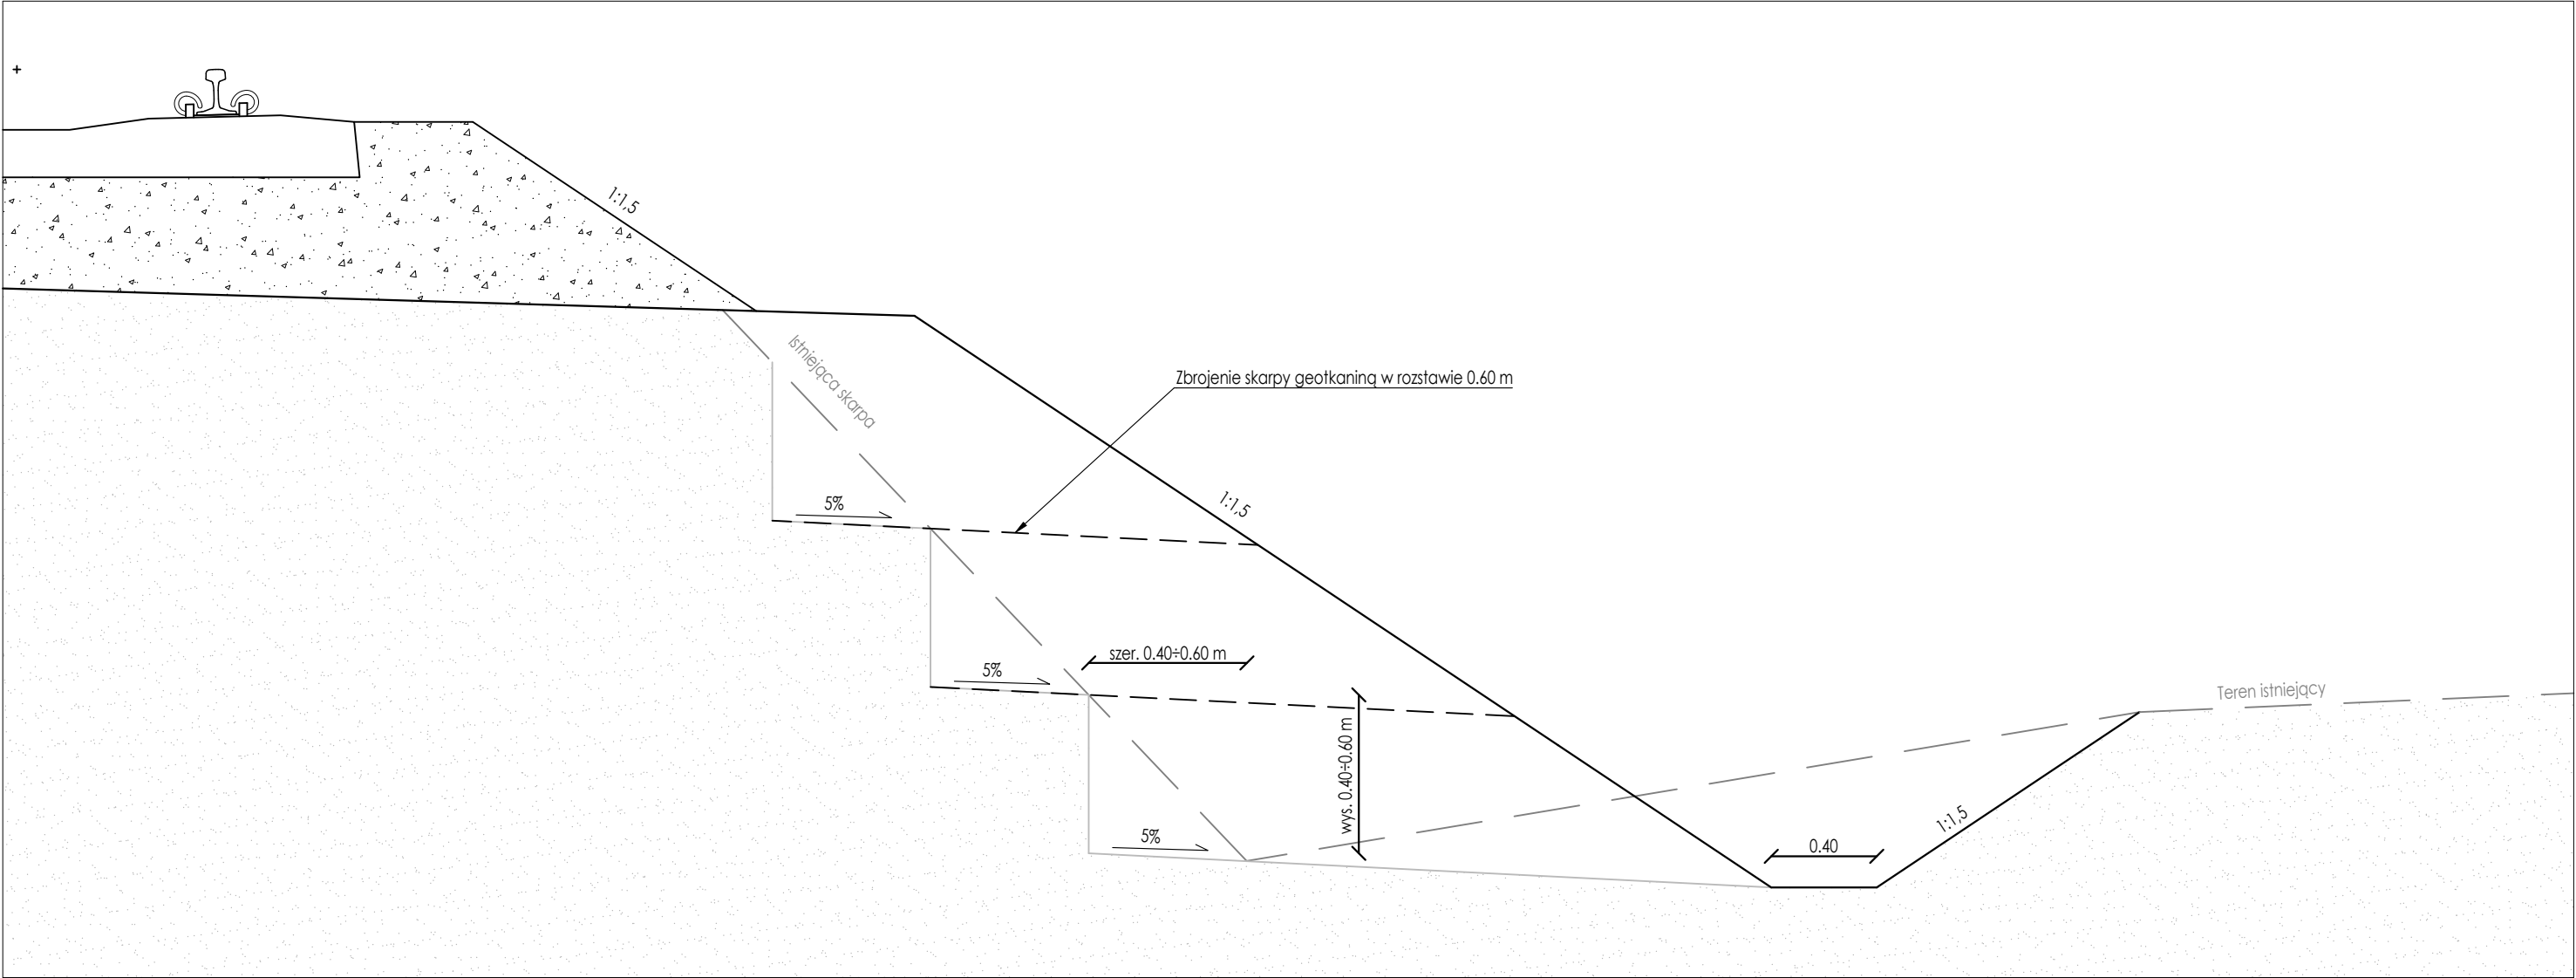 1:1,5
Istniejąca skarpa
Zbrojenie skarpy geotkaniną w rozstawie 0.60 m
5%
1:1,5
szer. 0.40÷0.60 m
5%
wys. 0.40÷0.60 m
Teren istniejący
5%
0.40
1:1,5